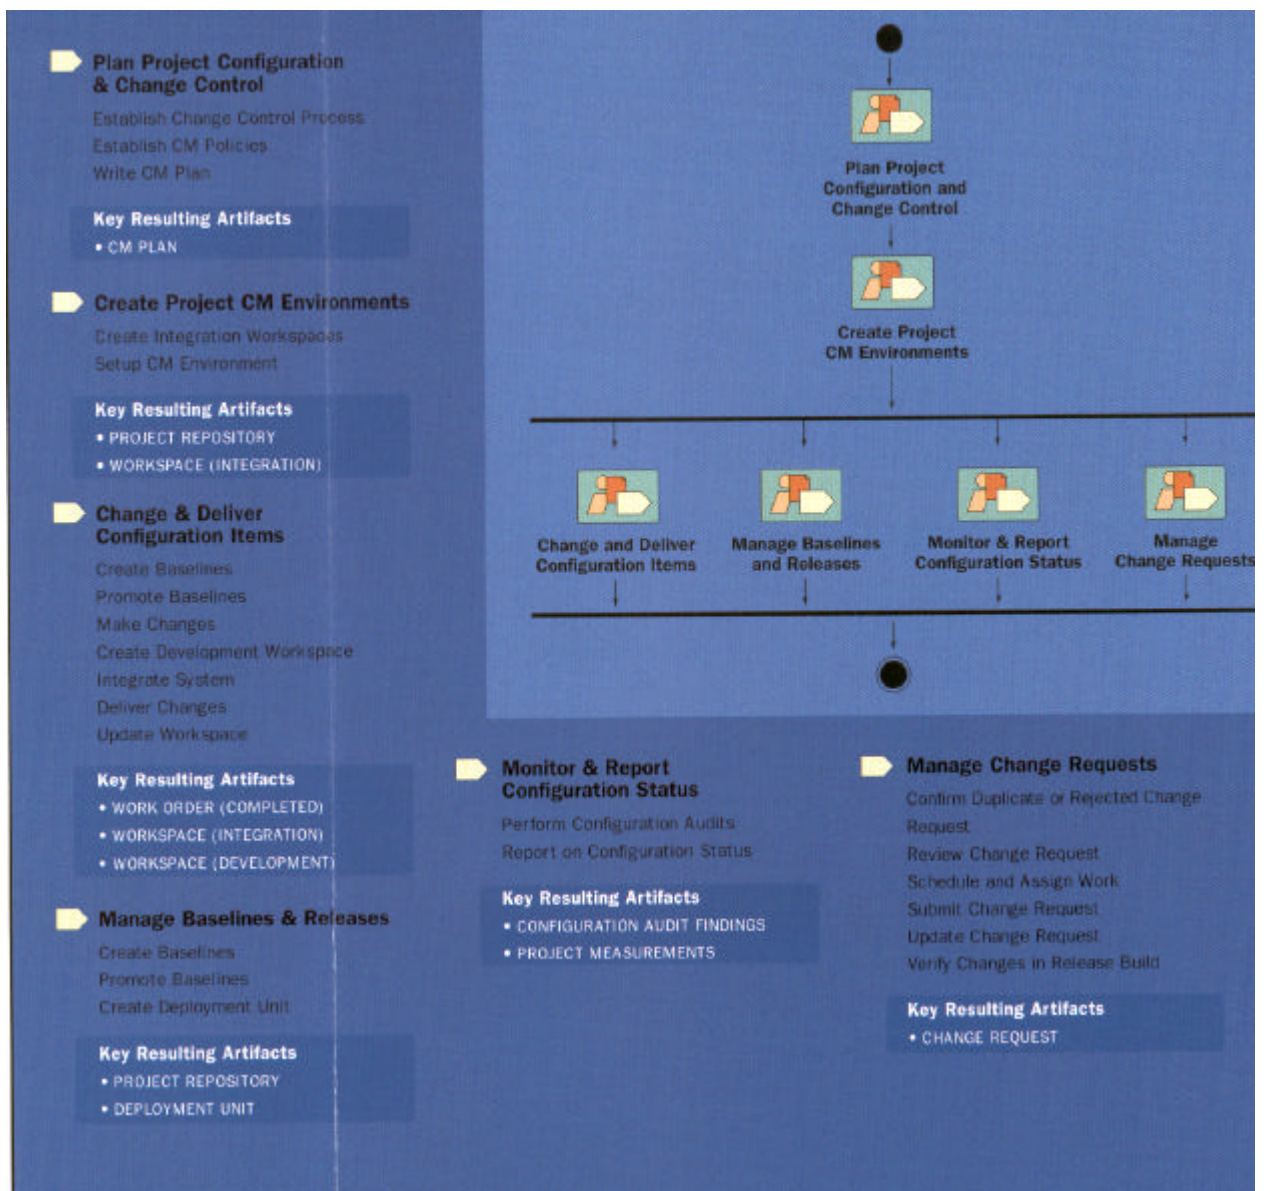 Plan Project Configuration
& Change Control
Establish Change Control Process
Establish CM Policies
Write CM Plan
Key Resulting Artifacts
• CM PLAN
Create Project CM Environments
Create Integration Workspaces
Setup CM Environment
Key Resulting Artifacts
• PROJECT REPOSITORY
• WORKSPACE (INTEGRATION)
Change & Deliver
Configuration Items
Create Baselines
Promote Baselines
Make Changes
Create Development Workspace
Integrate System
Deliver Changes
Update Workspace
Key Resulting Artifacts
• WORK ORDER (COMPLETED)
• WORKSPACE (INTEGRATION)
• WORKSPACE (DEVELOPMENT)
Manage Baselines & Releases
Create Baselines
Promote Baselines
Create Deployment Unit
Key Resulting Artifacts
• PROJECT REPOSITORY
• DEPLOYMENT UNIT
Plan Project
Configuration and
Change Control
Create Project
CM Environments
Change and Deliver
Configuration Items
Manage Baselines
and Releases
Monitor & Report
Configuration Status
Manage
Change Requests
Monitor & Report
Configuration Status
Perform Configuration Audits
Report on Configuration Status
Key Resulting Artifacts
• CONFIGURATION AUDIT FINDINGS
• PROJECT MEASUREMENTS
Manage Change Requests
Confirm Duplicate or Rejected Change
Request
Review Change Request
Schedule and Assign Work
Submit Change Request
Update Change Request
Verify Changes in Release Build
Key Resulting Artifacts
• CHANGE REQUEST